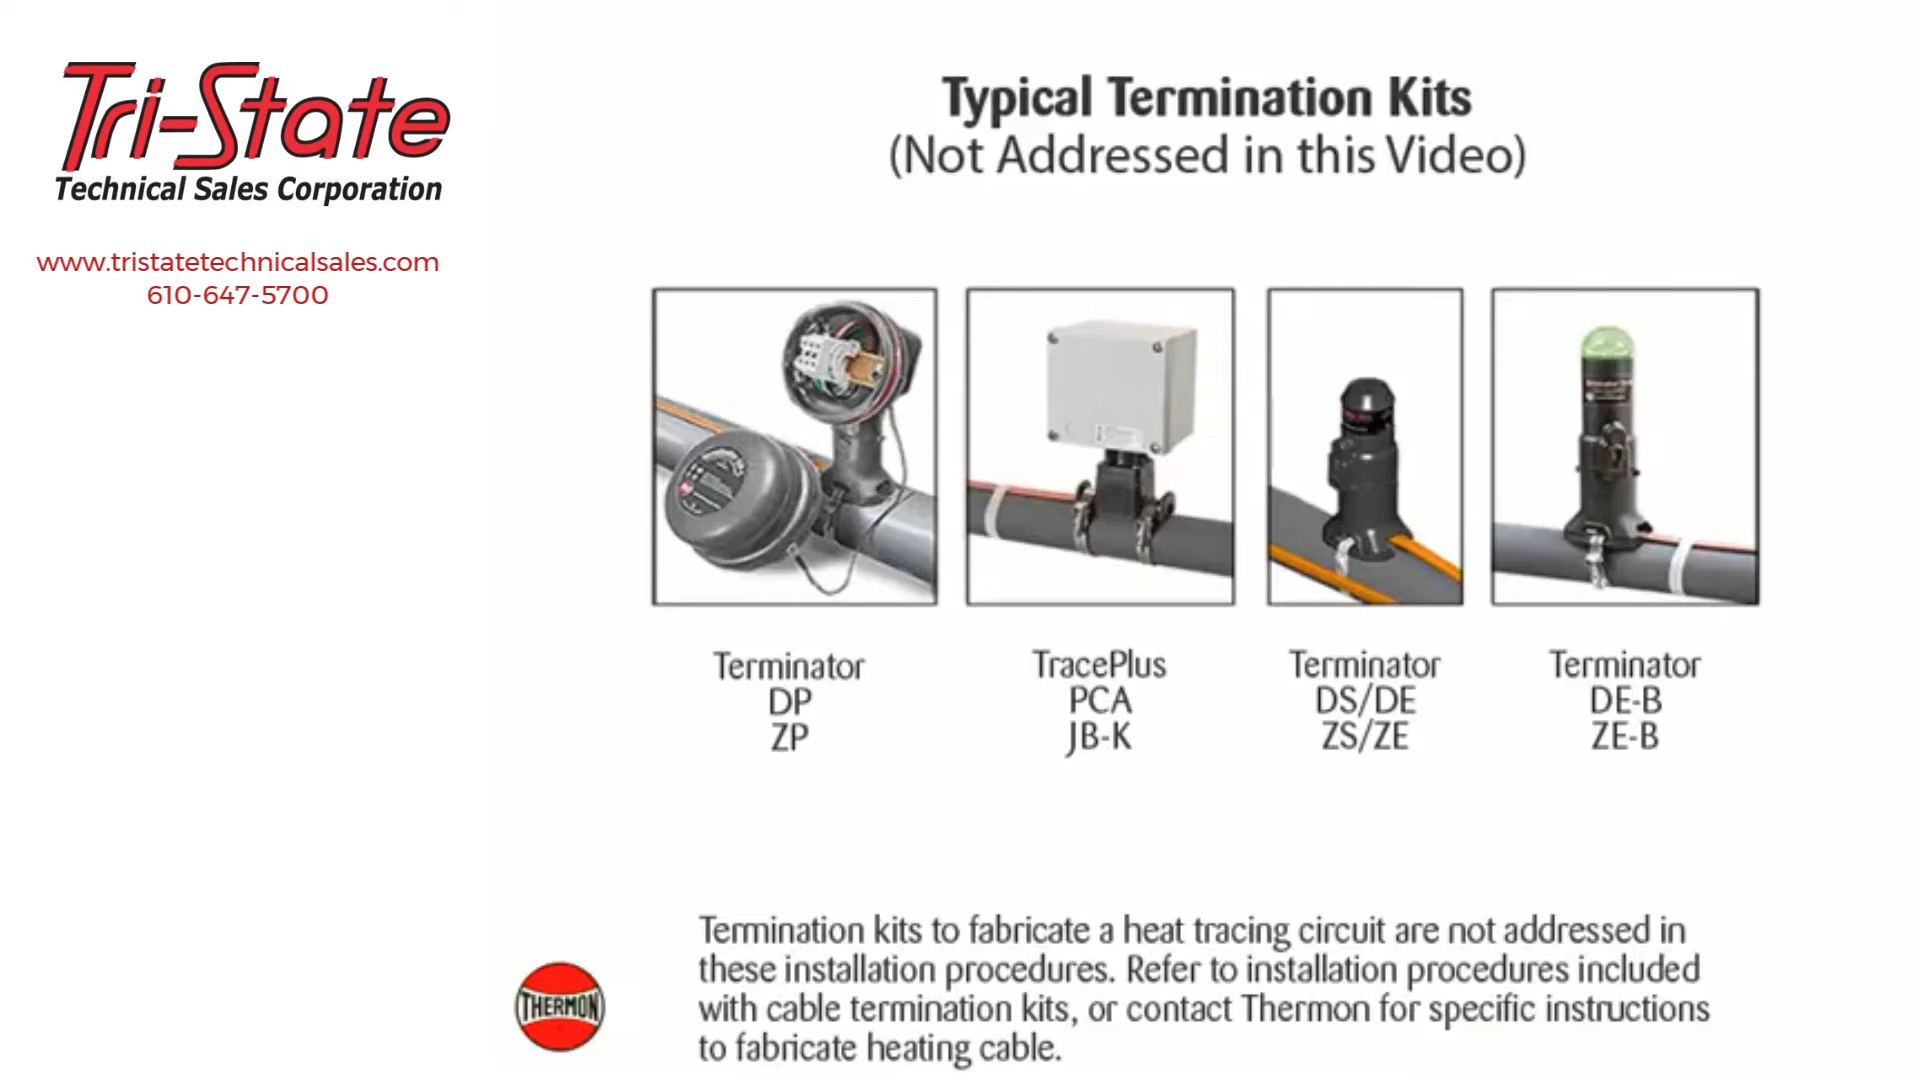 Tri-State
Technical Sales Corporation
www.tristatetechnicalsales.com
610-647-5700
Typical Termination Kits
(Not Addressed in this Video)
Terminator
DP
ZP
TracePlus
PCA
JB-K
Terminator
DS/DE
ZS/ZE
Terminator
DE-B
ZE-B
THERMON
Termination kits to fabricate a heat tracing circuit are not addressed in
these installation procedures. Refer to installation procedures included
with cable termination kits, or contact Thermon for specific instructions
to fabricate heating cable.